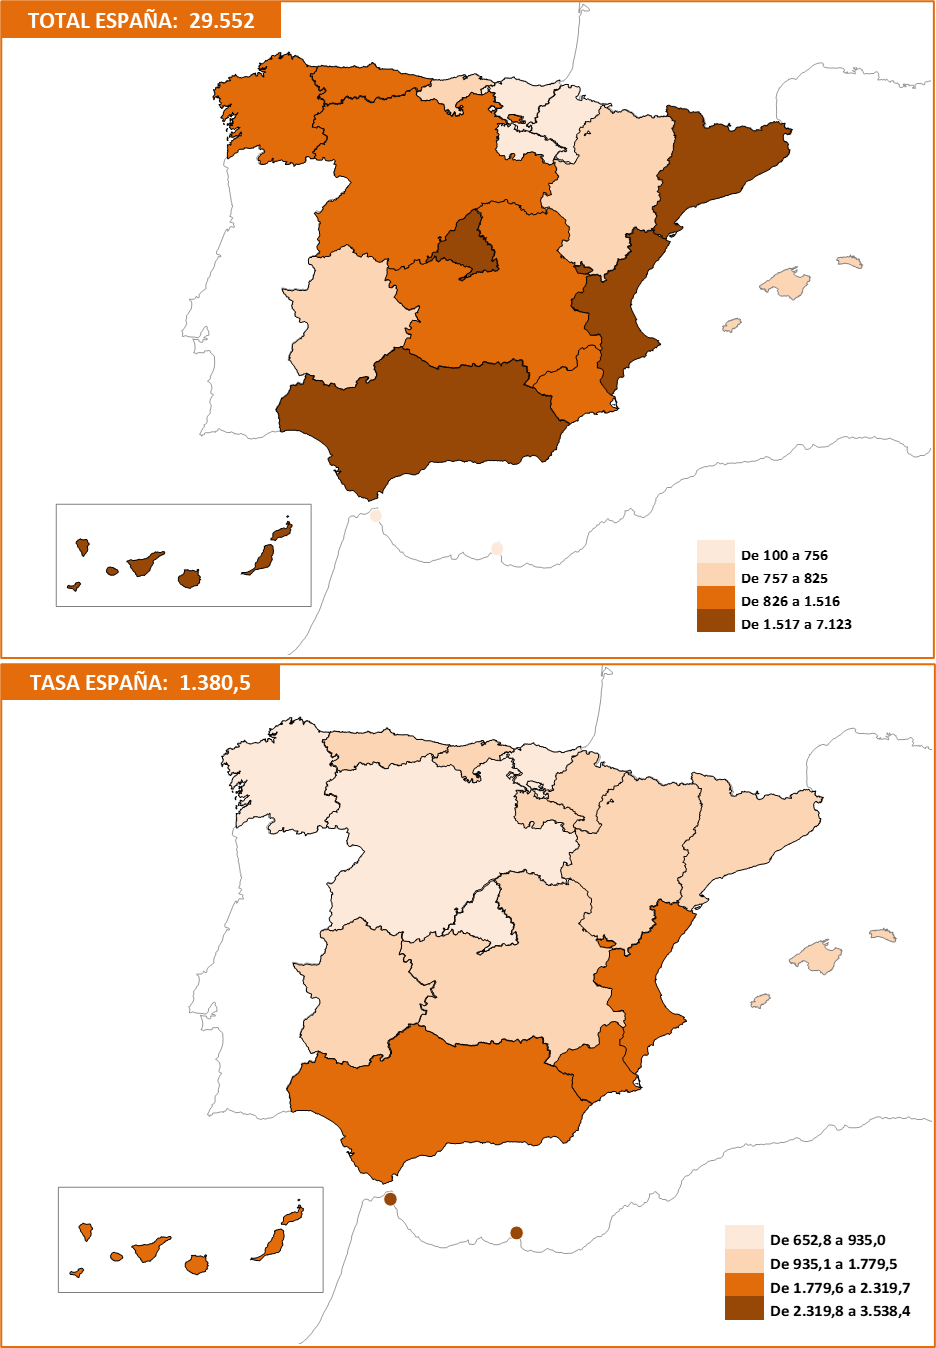 TOTAL ESPAÑA: 29.552
De 100 a 756
De 757 a 825
De 826 a 1.516
De 1.517 a 7.123
TASA ESPAÑA: 1.380,5
De 652,8 a 935,0
De 935,1 a 1.779,5
De 1.779,6 a 2.319,7
De 2.319,8 a 3.538,4